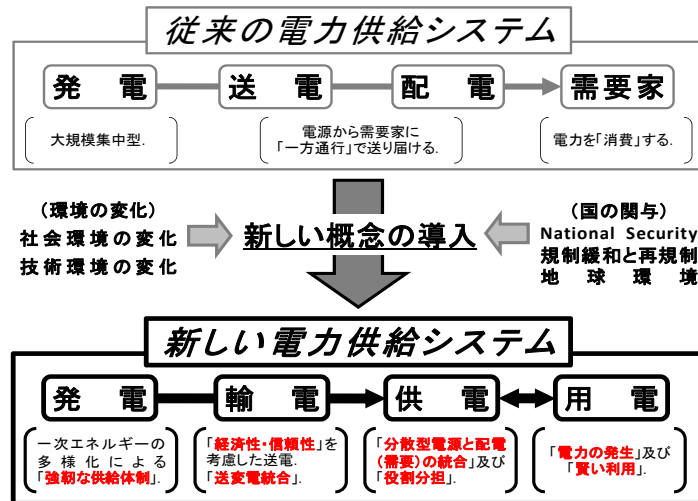 従来の電力供給システム
発電 送電 配電 需要家
大規模集中型.
電源から需要家に
「一方通行」で送り届ける.
電力を「消費」する.
(環境の変化)
社会環境の変化
技術環境の変化
新しい概念の導入
(国の関与)
National Security
規制緩和と再規制
地球環境
新しい電力供給システム
発電 輸電 供電 用電
一次エネルギーの
多様化による
「強靭な供給体制」.
「経済性・信頼性」を
考慮した送電.
「送変電統合」.
「分散型電源と配電
(需要)の統合」及び
「役割分担」.
「電力の発生」及び
「賢い利用」.